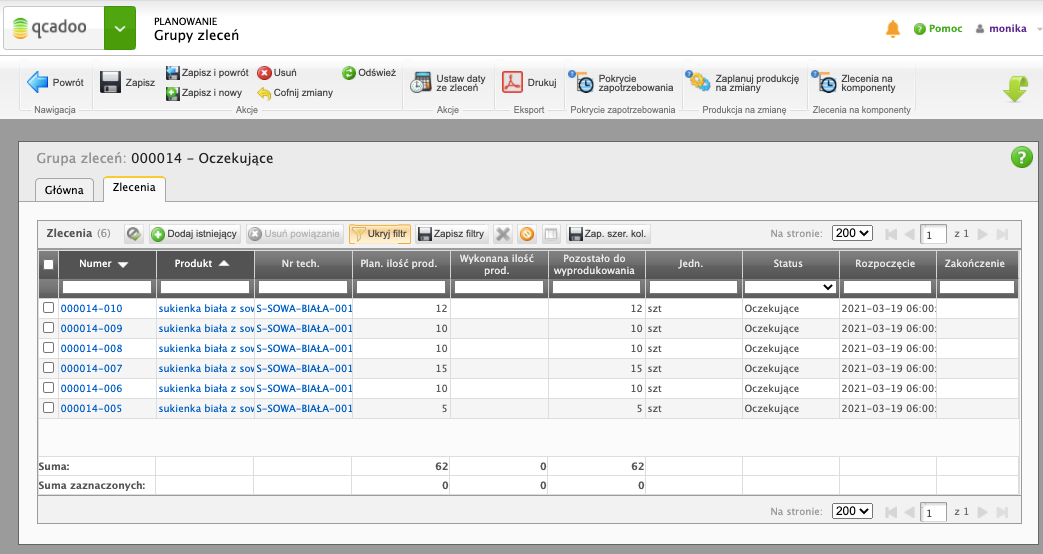 qcadoo
PLANOWANIE
Grupy zleceń
Pomoc
monika
Powrót
Nawigacja
Zapisz
Zapisz i powrót
Zapisz i nowy
Usuń
Cofnij zmiany
Odśwież
Akcje
Ustaw daty
ze zleceń
Akcje
Drukuj
Eksport
Pokrycie
zapotrzebowania
Pokrycie zapotrzebowania
Zaplanuj produkcję
na zmiany
Produkcja na zmianę
Zlecenia na
komponenty
Zlecenia na komponenty
Grupa zleceń: 000014 - Oczekujące
Główna
Zlecenia
Zlecenia (6) Dodaj istniejący Usuń powiązanie Ukryj filtr Zapisz filtry Zap. szer. kol. Na stronie: 200 1 z 1
Numer Produkt Nr tech. Plan. ilość prod. Wykonana ilość prod. Pozostało do wyprodukowania Jedn. Status Rozpoczęcie Zakończenie
000014-010 sukienka biała z sow S-SOWA-BIAŁA-001 12 12 szt Oczekujące 2021-03-19 06:00:
000014-009 sukienka biała z sow S-SOWA-BIAŁA-001 10 10 szt Oczekujące 2021-03-19 06:00:
000014-008 sukienka biała z sow S-SOWA-BIAŁA-001 10 10 szt Oczekujące 2021-03-19 06:00:
000014-007 sukienka biała z sow S-SOWA-BIAŁA-001 15 15 szt Oczekujące 2021-03-19 06:00:
000014-006 sukienka biała z sow S-SOWA-BIAŁA-001 10 10 szt Oczekujące 2021-03-19 06:00:
000014-005 sukienka biała z sow S-SOWA-BIAŁA-001 5 5 szt Oczekujące 2021-03-19 06:00:
Suma: 62 0 62
Suma zaznaczonych: 0 0 0
Na stronie: 200 1 z 1